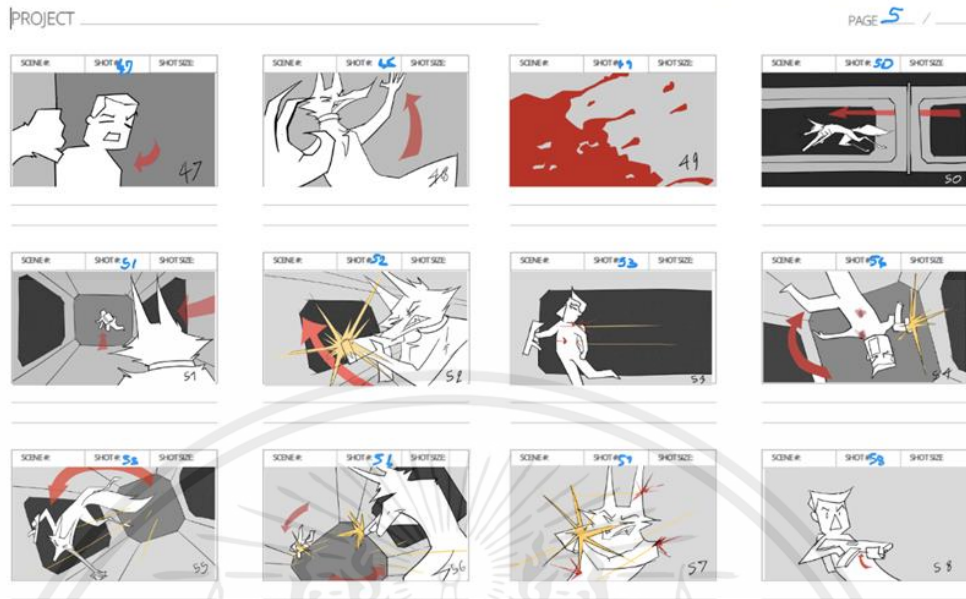 PROJECT PAGE 5 /
SCENE #: SHOT #: 47 SHOT SIZE: SCENE #: SHOT #: 48 SHOT SIZE: SCENE #: SHOT #: 49 SHOT SIZE: SCENE #: SHOT #: 50 SHOT SIZE
47 48 49 50
SCENE #: SHOT #: 51 SHOT SIZE: SCENE #: SHOT #: 52 SHOT SIZE: SCENE #: SHOT #: 53 SHOT SIZE: SCENE #: SHOT #: 54 SHOT SIZE
51 52 53 54
SCENE #: SHOT #: 55 SHOT SIZE: SCENE #: SHOT #: 56 SHOT SIZE: SCENE #: SHOT #: 57 SHOT SIZE: SCENE #: SHOT #: 58 SHOT SIZE
55 56 57 58